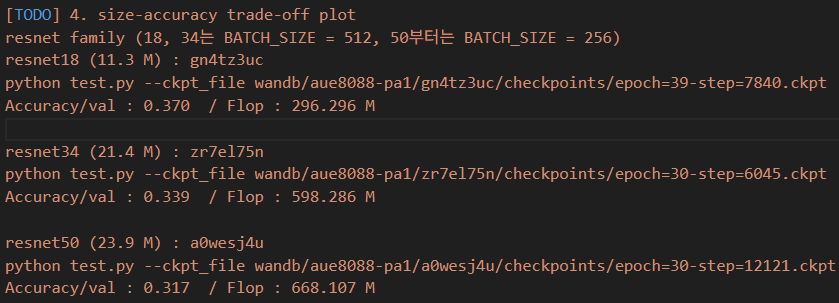 [TODO] 4. size-accuracy trade-off plot
resnet family (18, 34는 BATCH_SIZE = 512, 50부터는 BATCH_SIZE = 256)
resnet18 (11.3 M) : gn4tz3uc
python test.py --ckpt_file wandb/aue8088-pa1/gn4tz3uc/checkpoints/epoch=39-step=7840.ckpt
Accuracy/val : 0.370  / Flop : 296.296 M
resnet34 (21.4 M) : zr7el75n
python test.py --ckpt_file wandb/aue8088-pa1/zr7el75n/checkpoints/epoch=30-step=6045.ckpt
Accuracy/val : 0.339  / Flop : 598.286 M
resnet50 (23.9 M) : a0wesj4u
python test.py --ckpt_file wandb/aue8088-pa1/a0wesj4u/checkpoints/epoch=30-step=12121.ckpt
Accuracy/val : 0.317  / Flop : 668.107 M